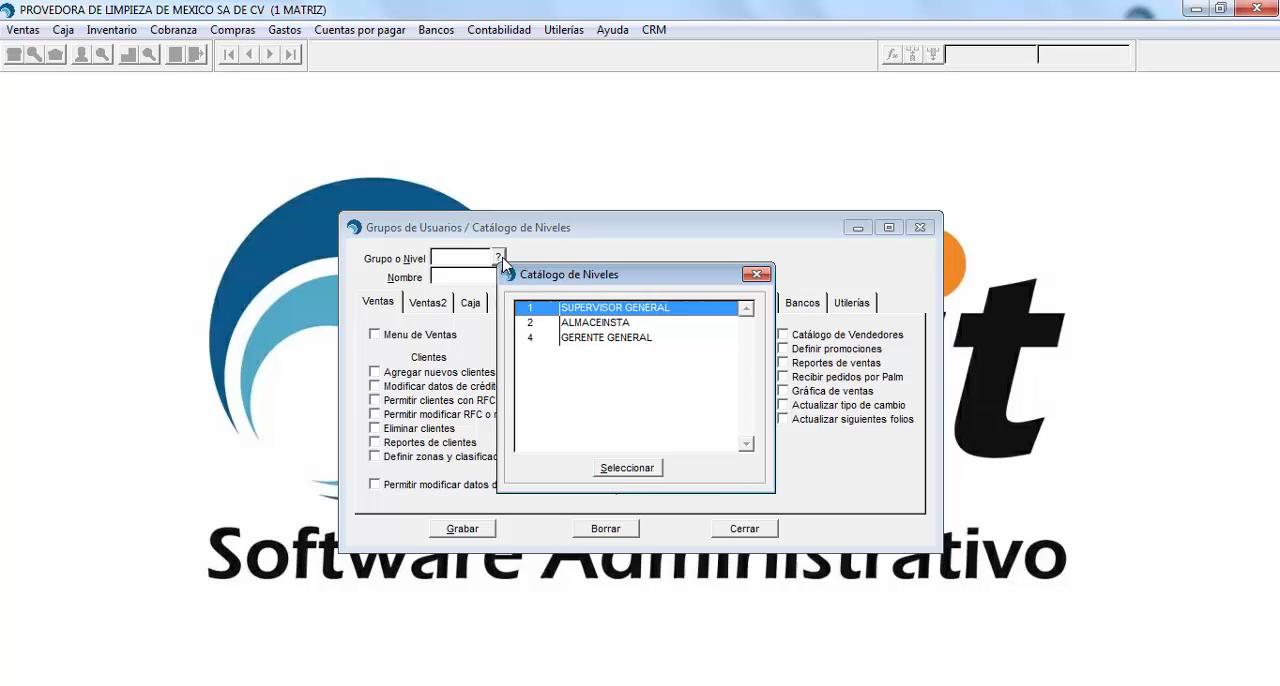 PROVEDORA DE LIMPIEZA DE MEXICO SA DE CV  (1 MATRIZ)
Ventas Caja Inventario Cobranza Compras Gastos Cuentas por pagar Bancos Contabilidad Utilerías Ayuda CRM
Grupos de Usuarios / Catálogo de Niveles
Grupo o Nivel ?
Nombre
Catálogo de Niveles
Ventas Ventas2 Caja Bancos Utilerías
1 SUPERVISOR GENERAL
2 ALMACEINSTA
4 GERENTE GENERAL
Seleccionar
Menu de Ventas
Clientes
Agregar nuevos clientes
Modificar datos de crédit
Permitir clientes con RFC
Permitir modificar RFC o
Eliminar clientes
Reportes de clientes
Definir zonas y clasificac
Permitir modificar datos d
Catálogo de Vendedores
Definir promociones
Reportes de ventas
Recibir pedidos por Palm
Gráfica de ventas
Actualizar tipo de cambio
Actualizar siguientes folios
Grabar Borrar Cerrar
it
Software Administrativo